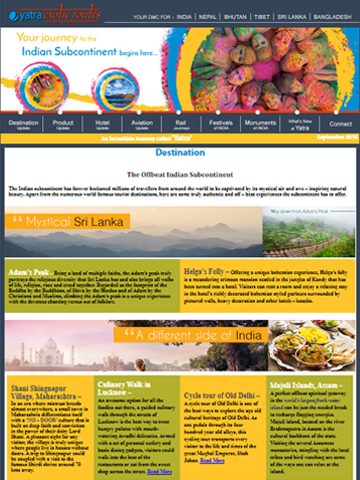 yatra exotic routes
YOUR DMC FOR - INDIA | NEPAL | BHUTAN | TIBET | SRI LANKA | BANGLADESH
Your journey to the
Indian Subcontinent begins here...
Destination Update
Product Update
Hotel Update
Aviation Update
Rail Journeys
Festivals of INDIA
Monuments of INDIA
What's New at Yatra
Connect
An incredible Journey called "Yatra"
September 2016
Destination
The Offbeat Indian Subcontinent
The Indian subcontinent has forever beckoned millions of travellers from around the world to be captivated by its mystical air and awe – inspiring natural
beauty. Apart from the numerous world famous tourist destinations, here are some truly authentic and off – beat experiences the subcontinent has to offer.
View down from Adam's Peak
“ Mystical Sri Lanka
Adam's Peak - Being a land of multiple faiths, the Adam's peak truly
portrays the religious diversity that Sri Lanka has and also brings all walks
of life, religion, race and creed together. Regarded as the footprint of the
Buddha by the Buddhists, of Shiva by the Hindus and of Adam by the
Christians and Muslims, climbing the Adam's peak is a unique experience
with the devotees chanting verses out of folklore.
Helga's Folly – Offering a unique bohemian experience, Helga's folly
is a meandering crimson mansion nestled in the jungles of Kandy that has
been turned into a hotel. Visitors can rent a room and enjoy a relaxing stay
in the hotel's richly decorated bohemian styled parlours surrounded by
pictured walls, heavy decoration and other kitsch – knacks.
“ A different side of India
Shani Shingnapur
Village, Maharashtra –
In an era where mistrust breeds
almost everywhere, a small town in
Maharashtra differentiates itself
with a 'NO – DOOR' culture that is
built on deep faith and conviction
in the power of their deity Lord
Shani. A pleasant sight for any
visitor, the village is truly unique
where people live in houses without
doors. A trip to Shingnapur could
be coupled with a visit to the
famous Shirdi shrine around 70
kms away.
Culinary Walk in
Lucknow –
An economic option for all the
foodies out there, a guided culinary
walk through the streets of
Lucknow is the best way to treat
hungry palates with mouth-
watering Awadhi delicacies. Armed
with a set of personal cutlery and
basic dining gadgets, visitors could
walk into the best of the
restaurants or eat from the sweet
shop across the street. Read More
Cycle tour of Old Delhi –
A cycle tour of Old Delhi is one of
the best ways to explore the age old
cultural heritage of Old Delhi. As
one pedals through its four
hundred year old alleys, this
cycling tour transports every
visitor to the life and times of the
great Mughal Emperor, Shah
Jahan. Read More
Majuli Islands, Assam –
A perfect offbeat spiritual getaway
the world's largest fresh water
island can be just the needed break
to recharge flagging energies.
Majuli Island, located on the river
Brahmaputra in Assam is the
cultural backbone of the state.
Visiting the several Assamese
monasteries, mingling with the local
tribes and bird watching are some
of the ways one can relax at the
island.